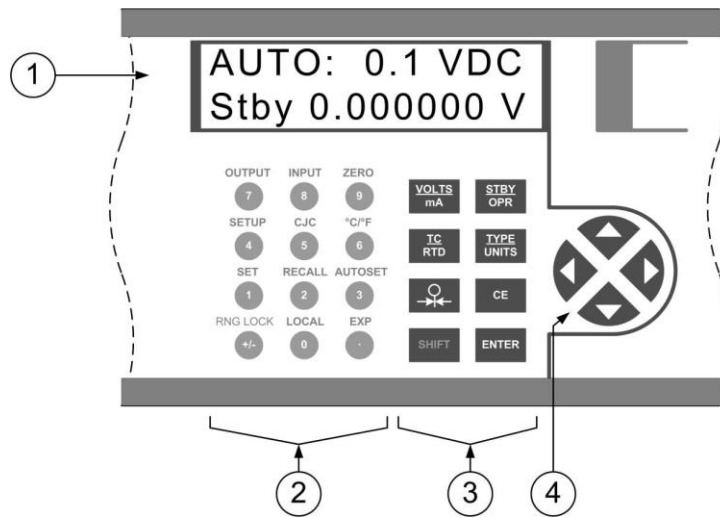 1
AUTO: 0.1 VDC
Stby 0.000000 V
OUTPUT INPUT ZERO
7 8 9
SETUP CJC °C/°F
4 5 6
SET RECALL AUTOSET
1 2 3
RNG LOCK LOCAL EXP
+/- 0 .
VOLTS STBY
mA OPR
TC TYPE
RTD UNITS
CE
SHIFT ENTER
2 3 4